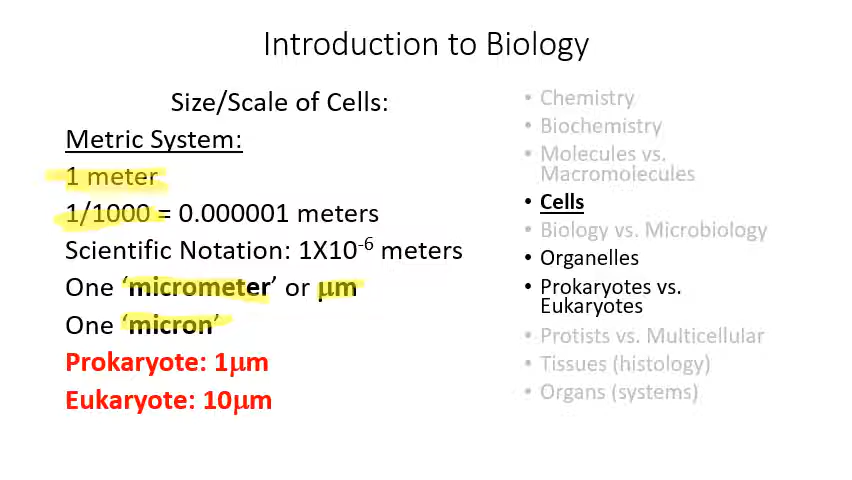 Introduction to Biology
Size/Scale of Cells:
Metric System:
1 meter
1/1000 = 0.000001 meters
Scientific Notation: 1X10⁻⁶ meters
One ‘micrometer’ or μm
One ‘micron’
Prokaryote: 1μm
Eukaryote: 10μm
• Chemistry
• Biochemistry
• Molecules vs.
Macromolecules
• Cells
• Biology vs. Microbiology
• Organelles
• Prokaryotes vs.
Eukaryotes
• Protists vs. Multicellular
• Tissues (histology)
• Organs (systems)